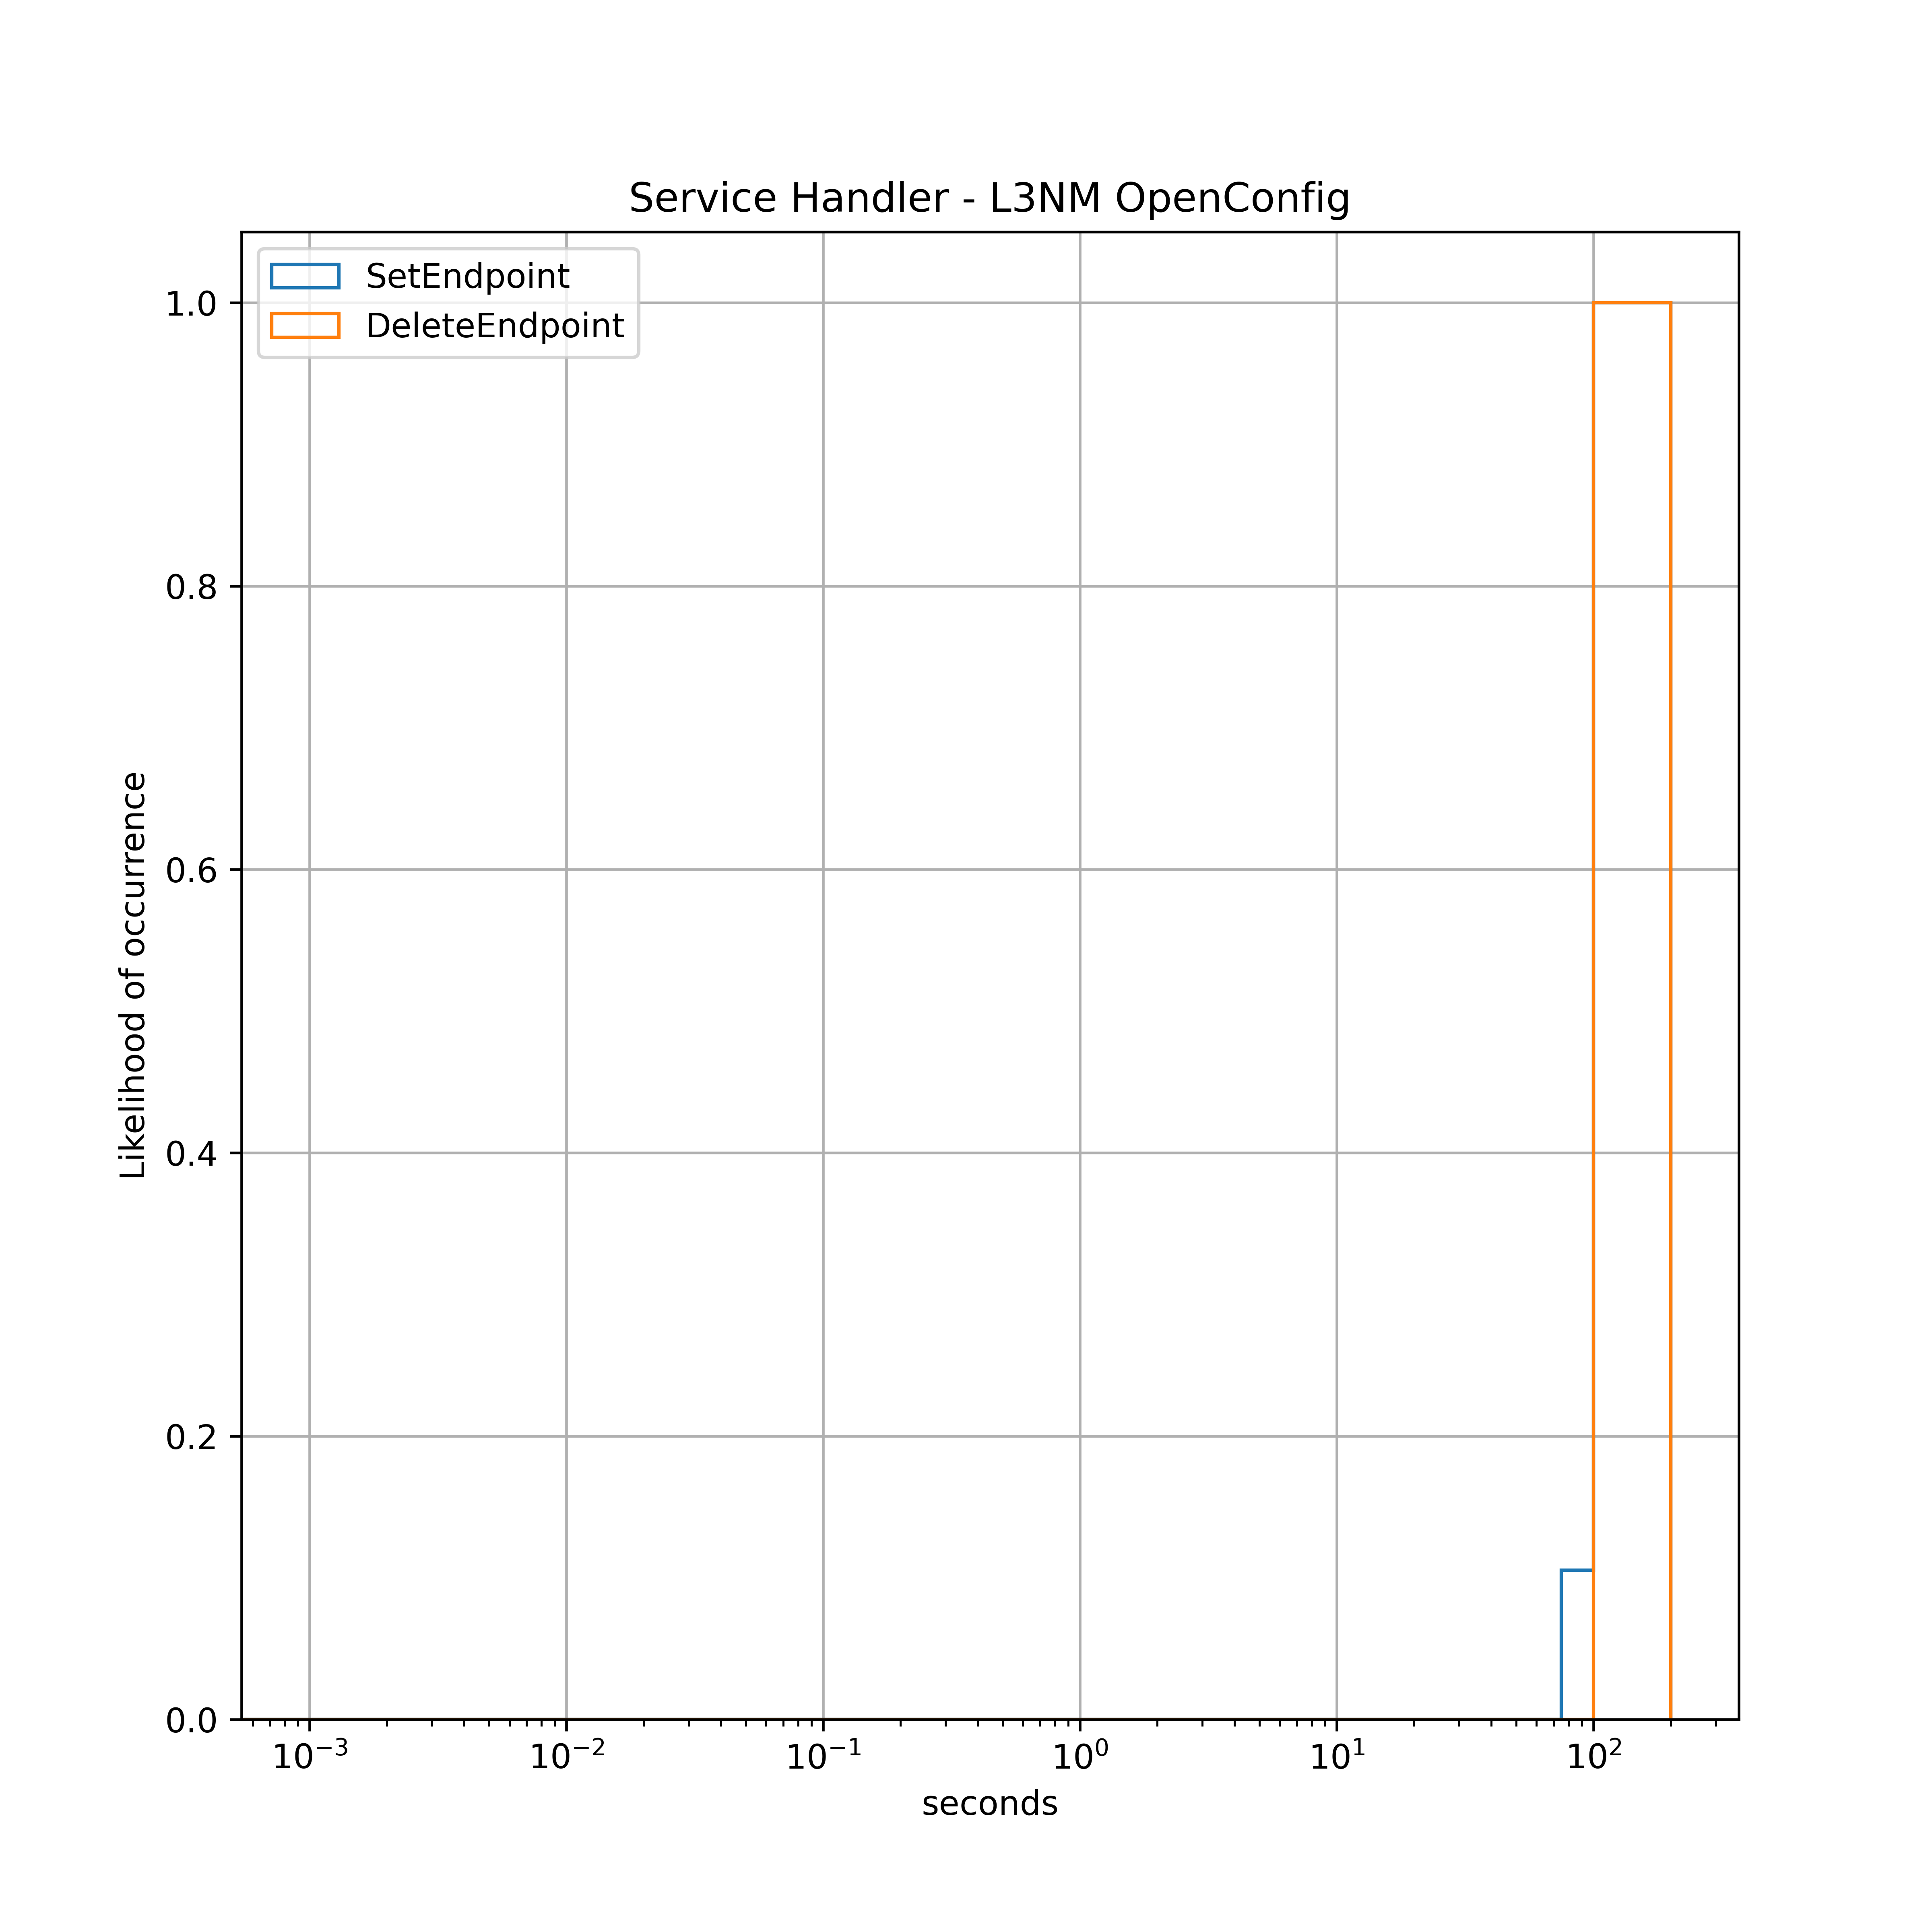 Service Handler - L3NM OpenConfig
SetEndpoint
DeleteEndpoint
1.0
0.8
0.6
0.4
0.2
0.0
Likelihood of occurrence
10⁻³ 10⁻² 10⁻¹ 10⁰ 10¹ 10²
seconds